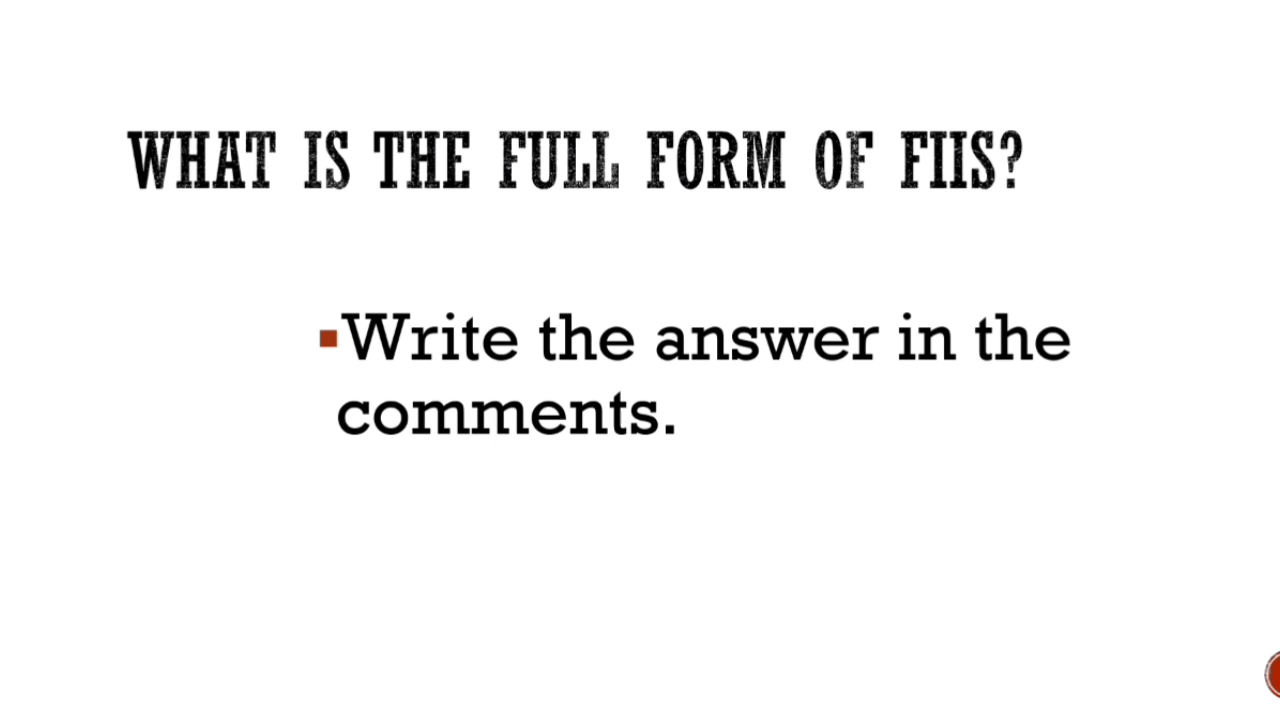 WHAT IS THE FULL FORM OF FIIS?
▪Write the answer in the
comments.